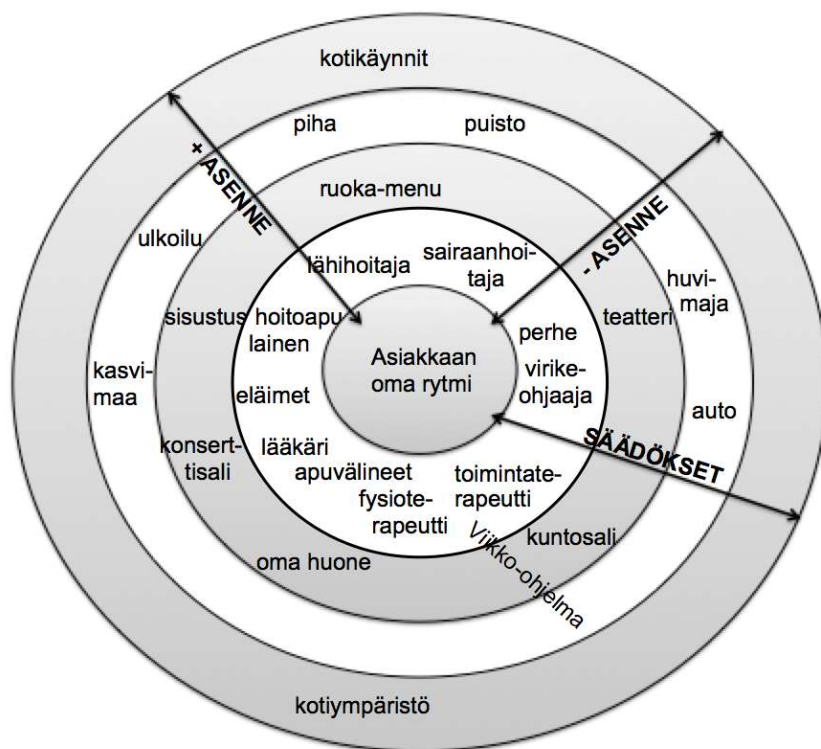 kotikäynnit
piha
puisto
+ ASENNE
- ASENNE
ruoka-menu
ulkoilu
lähihoitaja
sairaanhoi-
taja
huvi-
maja
sisustus
hoitoapu
lainen
perhe
teatteri
Asiakkaan
oma rytmi
kasvi-
maa
virike-
ohjaaja
eläimet
auto
konsert-
tisali
lääkäri
SÄÄDÖKSET
apuvälineet
toimintate-
rapeutti
fysiote-
rapeutti
kuntosali
Viikko-ohjelma
oma huone
kotiympäristö